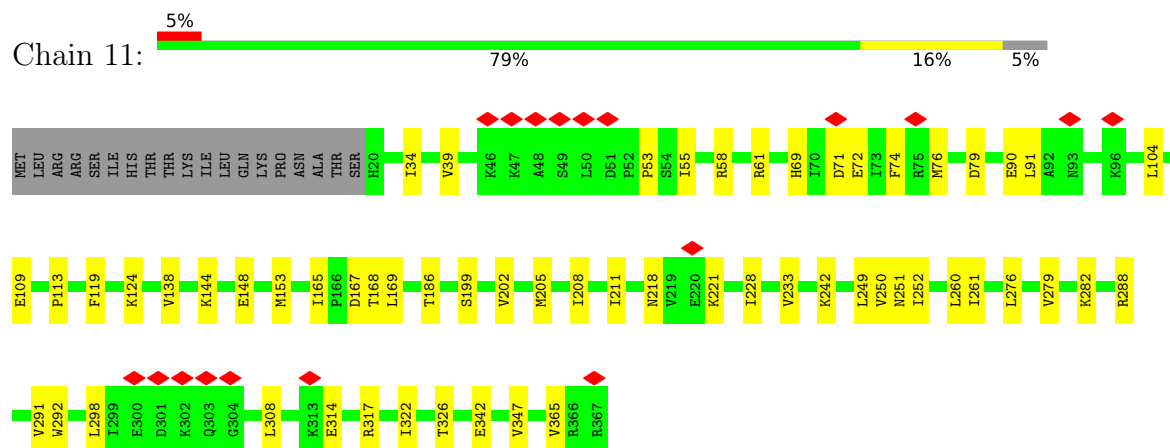 5%
Chain 11:
79% 16% 5%
MET LEU ARG ARG SER ILE HIS THR THR LYS ILE LEU GLN LYS PRO ASN ALA THR SER H20 I34 V39 K46 K47 A48 S49 L50 D51 P52 P53 S54 I55 R58 R61 H69 I70 D71 E72 I73 F74 R75 M76 D79 E90 L91 A92 N93 K96 L104
E109 P113 F119 K124 V138 K144 E148 M153 I165 P166 D167 T168 L169 T186 S199 V202 M205 I208 I211 N218 V219 E220 K221 I228 V233 K242 L249 V250 N251 I252 L260 I261 L276 V279 K282 R288
V291 W292 L298 I299 E300 D301 K302 Q303 G304 L308 K313 E314 R317 I322 T326 E342 V347 V365 R366 R367